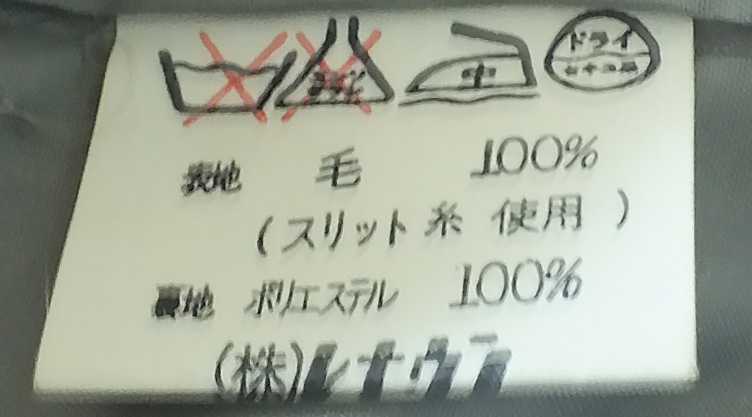 中 ドライ
表地 毛 100%
(スリット糸 使用)
裏地 ポリエステル 100%
(株)レナウン